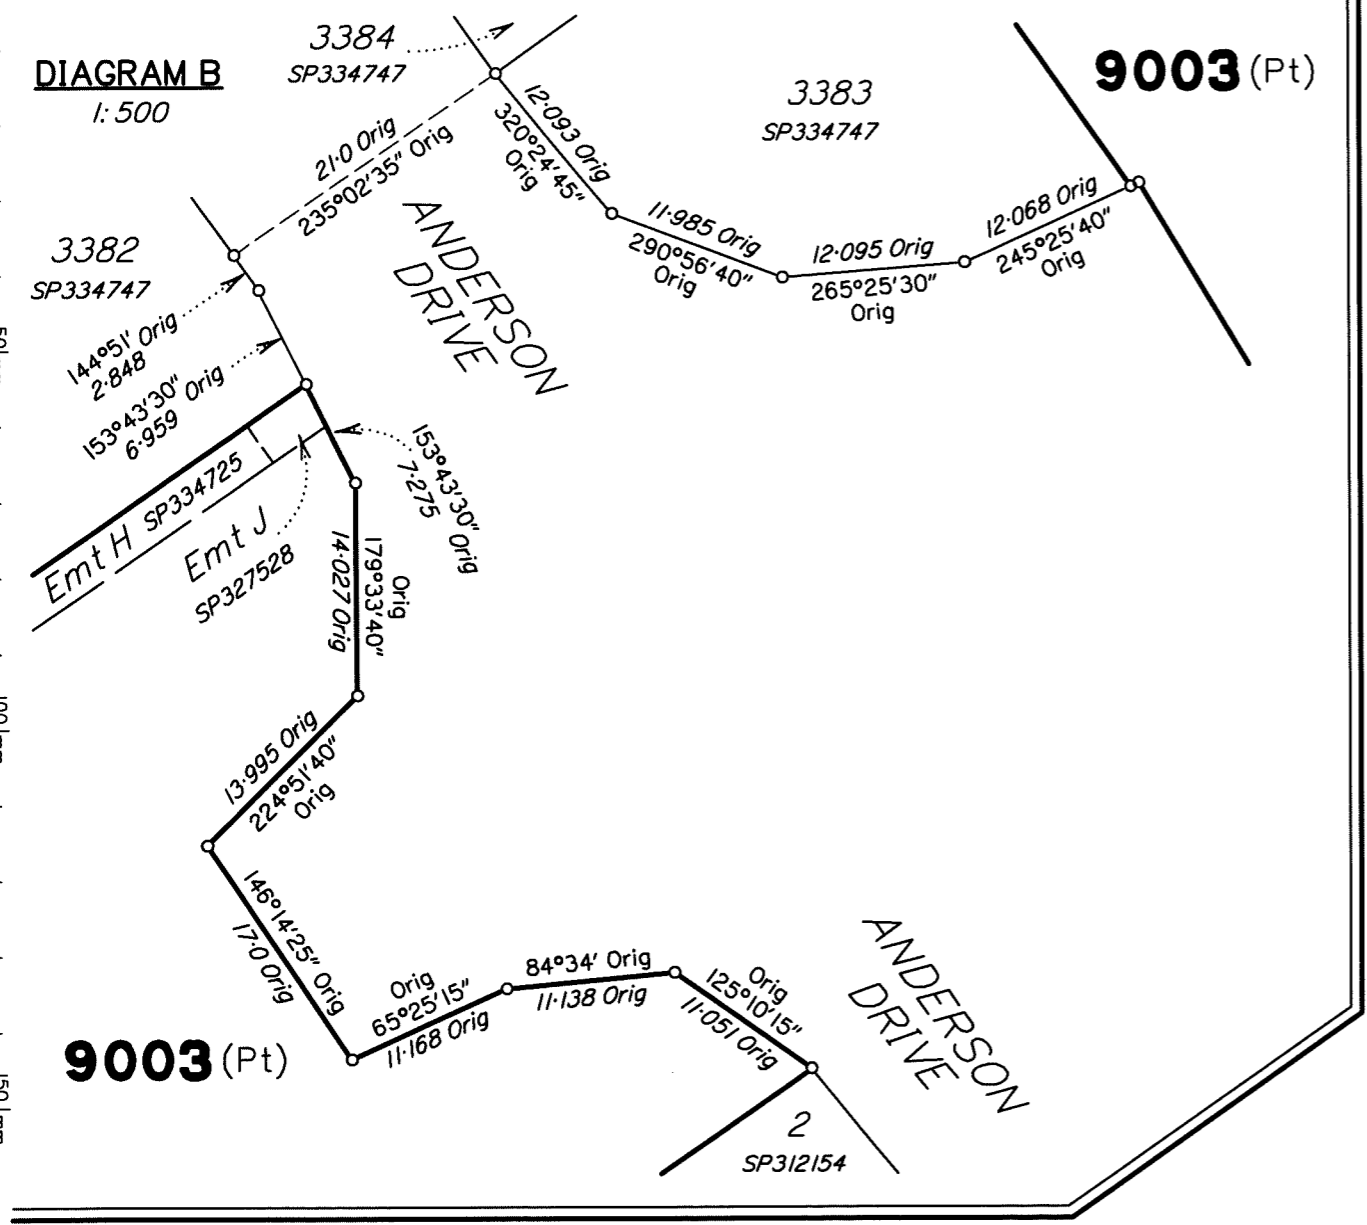 DIAGRAM B
1:500
3384
SP334747
3383
SP334747
9003 (Pt)
12·093 Orig
320°24'45"
Orig
21·0 Orig
235°02'35" Orig
11·985 Orig
290°56'40"
Orig
12·095 Orig
265°25'30"
Orig
12·068 Orig
245°25'40"
Orig
ANDERSON
DRIVE
3382
SP334747
144°51' Orig
2·848
153°43'30" Orig
6·959
153°43'30" Orig
7·275
Emt H SP334725
Emt J
SP327528
Orig
179°33'40"
14·027 Orig
13·995 Orig
224°51'40"
Orig
146°14'25" Orig
17·0 Orig
Orig
65°25'15"
11·168 Orig
84°34' Orig
11·138 Orig
Orig
125°10'15"
11·051 Orig
ANDERSON
DRIVE
9003 (Pt)
2
SP312154